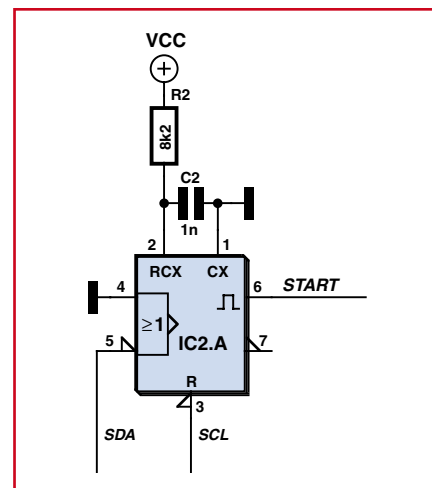 VCC
R2
8k2
C2
1n
2 1
RCX CX
4 6 START
≥1
5 IC2.A 7
R
3
SDA SCL